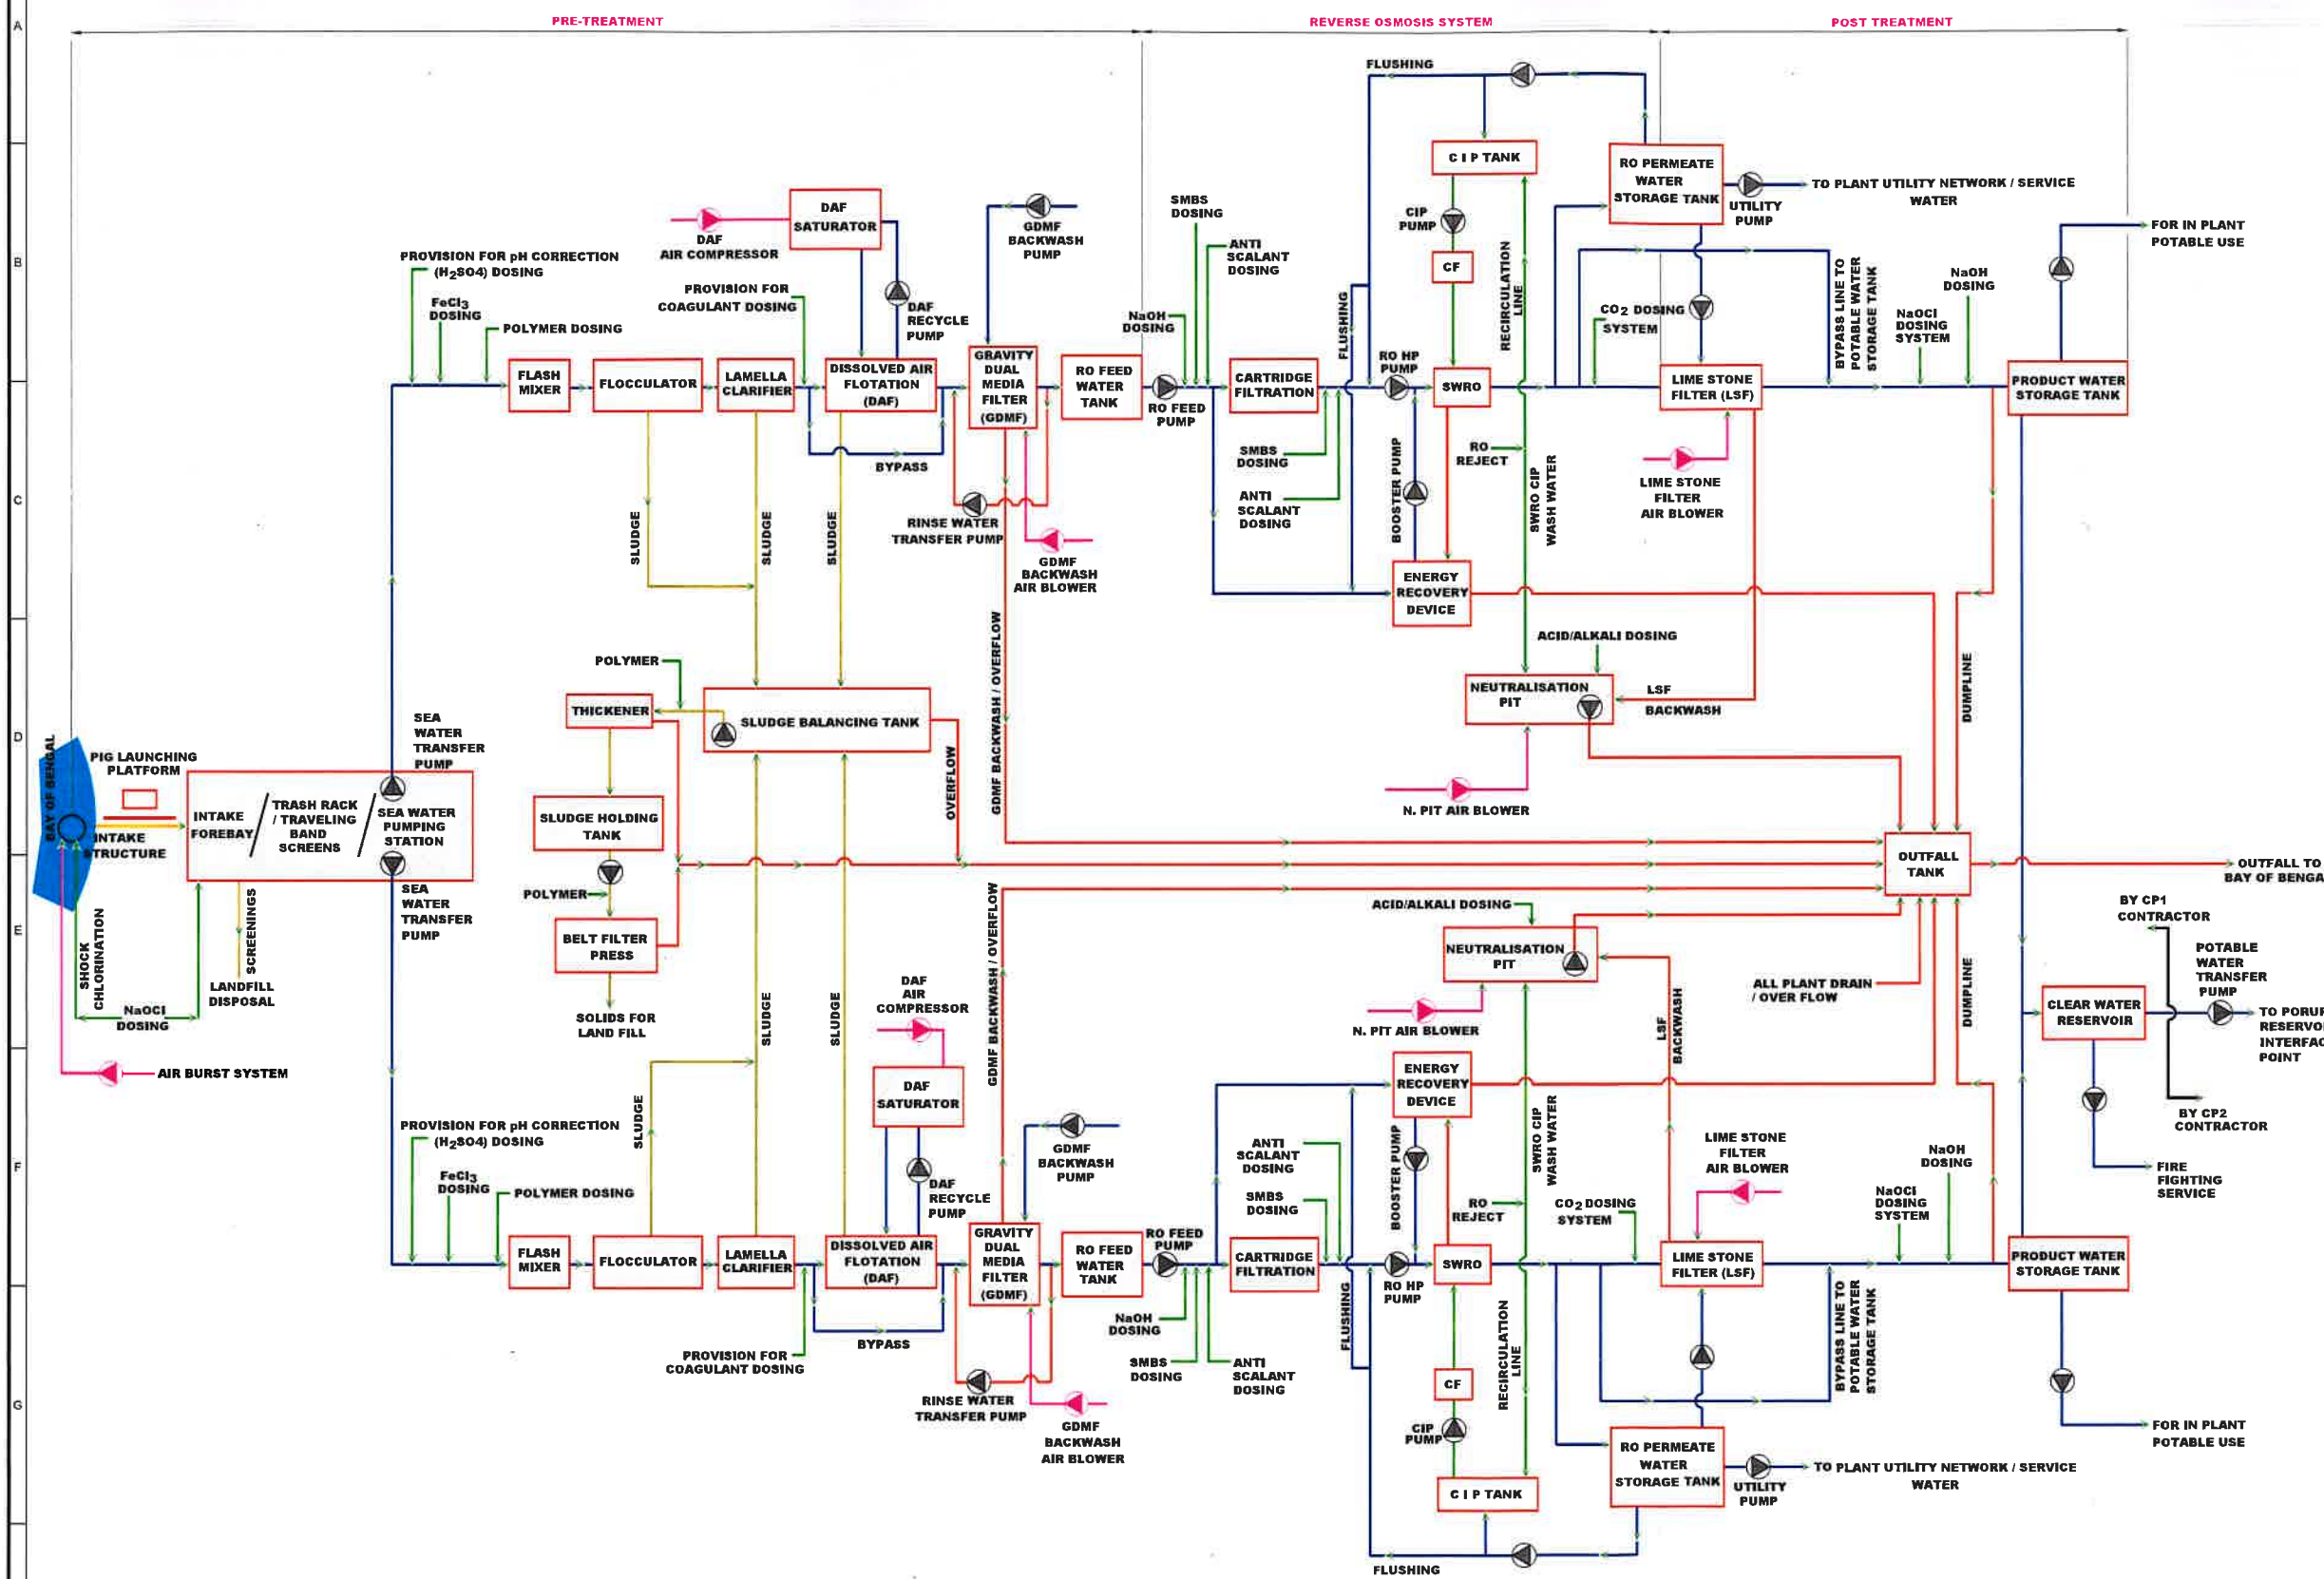 PRE-TREATMENT
REVERSE OSMOSIS SYSTEM
POST TREATMENT
A
B
C
D
E
F
G
FLUSHING
C I P TANK
RO PERMEATE
WATER
STORAGE TANK
TO PLANT UTILITY NETWORK / SERVICE
WATER
UTILITY
PUMP
FOR IN PLANT
POTABLE USE
DAF
SATURATOR
DAF
AIR COMPRESSOR
GDMF
BACKWASH
PUMP
SMBS
DOSING
ANTI
SCALANT
DOSING
CIP
PUMP
CF
RECIRCULATION
LINE
PROVISION FOR pH CORRECTION
(H2SO4) DOSING
FeCl3
DOSING
POLYMER DOSING
PROVISION FOR
COAGULANT DOSING
DAF
RECYCLE
PUMP
NaOH
DOSING
FLUSHING
CO2 DOSING
SYSTEM
BYPASS LINE TO
POTABLE WATER
STORAGE TANK
NaOCl
DOSING
SYSTEM
NaOH
DOSING
FLASH
MIXER
FLOCCULATOR
LAMELLA
CLARIFIER
DISSOLVED AIR
FLOTATION
(DAF)
GRAVITY
DUAL
MEDIA
FILTER
(GDMF)
RO FEED
WATER
TANK
RO FEED
PUMP
CARTRIDGE
FILTRATION
RO HP
PUMP
SWRO
LIME STONE
FILTER (LSF)
PRODUCT WATER
STORAGE TANK
BYPASS
SMBS
DOSING
ANTI
SCALANT
DOSING
BOOSTER PUMP
RO
REJECT
SWRO CIP
WASH WATER
LIME STONE
FILTER
AIR BLOWER
SLUDGE
SLUDGE
SLUDGE
RINSE WATER
TRANSFER PUMP
GDMF
BACKWASH
AIR BLOWER
ENERGY
RECOVERY
DEVICE
GDMF BACKWASH / OVERFLOW
ACID/ALKALI DOSING
POLYMER
THICKENER
SLUDGE BALANCING TANK
NEUTRALISATION
PIT
LSF
BACKWASH
DUMPLINE
BAY OF BENGAL
PIG LAUNCHING
PLATFORM
SEA
WATER
TRANSFER
PUMP
OVERFLOW
N. PIT AIR BLOWER
INTAKE
STRUCTURE
INTAKE
FOREBAY
TRASH RACK
/ TRAVELING
BAND
SCREENS
SEA WATER
PUMPING
STATION
SLUDGE HOLDING
TANK
OUTFALL
TANK
OUTFALL TO
BAY OF BENGA
SEA
WATER
TRANSFER
PUMP
POLYMER
BELT FILTER
PRESS
SOLIDS FOR
LAND FILL
SHOCK
CHLORINATION
SCREENINGS
LANDFILL
DISPOSAL
NaOCl
DOSING
AIR BURST SYSTEM
ACID/ALKALI DOSING
NEUTRALISATION
PIT
N. PIT AIR BLOWER
ALL PLANT DRAIN
/ OVER FLOW
DUMPLINE
BY CP1
CONTRACTOR
POTABLE
WATER
TRANSFER
PUMP
CLEAR WATER
RESERVOIR
TO PORUR
RESERVO
INTERFAC
POINT
BY CP2
CONTRACTOR
FIRE
FIGHTING
SERVICE
DAF
AIR
COMPRESSOR
DAF
SATURATOR
GDMF BACKWASH / OVERFLOW
SLUDGE
SLUDGE
SLUDGE
GDMF
BACKWASH
PUMP
ENERGY
RECOVERY
DEVICE
LSF
BACKWASH
PROVISION FOR pH CORRECTION
(H2SO4) DOSING
FeCl3
DOSING
POLYMER DOSING
DAF
RECYCLE
PUMP
ANTI
SCALANT
DOSING
SMBS
DOSING
BOOSTER PUMP
RO
REJECT
SWRO CIP
WASH WATER
CO2 DOSING
SYSTEM
LIME STONE
FILTER
AIR BLOWER
NaOCl
DOSING
SYSTEM
NaOH
DOSING
FLASH
MIXER
FLOCCULATOR
LAMELLA
CLARIFIER
DISSOLVED AIR
FLOTATION
(DAF)
GRAVITY
DUAL
MEDIA
FILTER
(GDMF)
RO FEED
WATER
TANK
RO FEED
PUMP
CARTRIDGE
FILTRATION
RO HP
PUMP
SWRO
LIME STONE
FILTER (LSF)
PRODUCT WATER
STORAGE TANK
PROVISION FOR
COAGULANT DOSING
BYPASS
RINSE WATER
TRANSFER PUMP
GDMF
BACKWASH
AIR BLOWER
NaOH
DOSING
SMBS
DOSING
ANTI
SCALANT
DOSING
FLUSHING
CF
CIP
PUMP
C I P TANK
RECIRCULATION
LINE
BYPASS LINE TO
POTABLE WATER
STORAGE TANK
RO PERMEATE
WATER
STORAGE TANK
UTILITY
PUMP
TO PLANT UTILITY NETWORK / SERVICE
WATER
FOR IN PLANT
POTABLE USE
FLUSHING